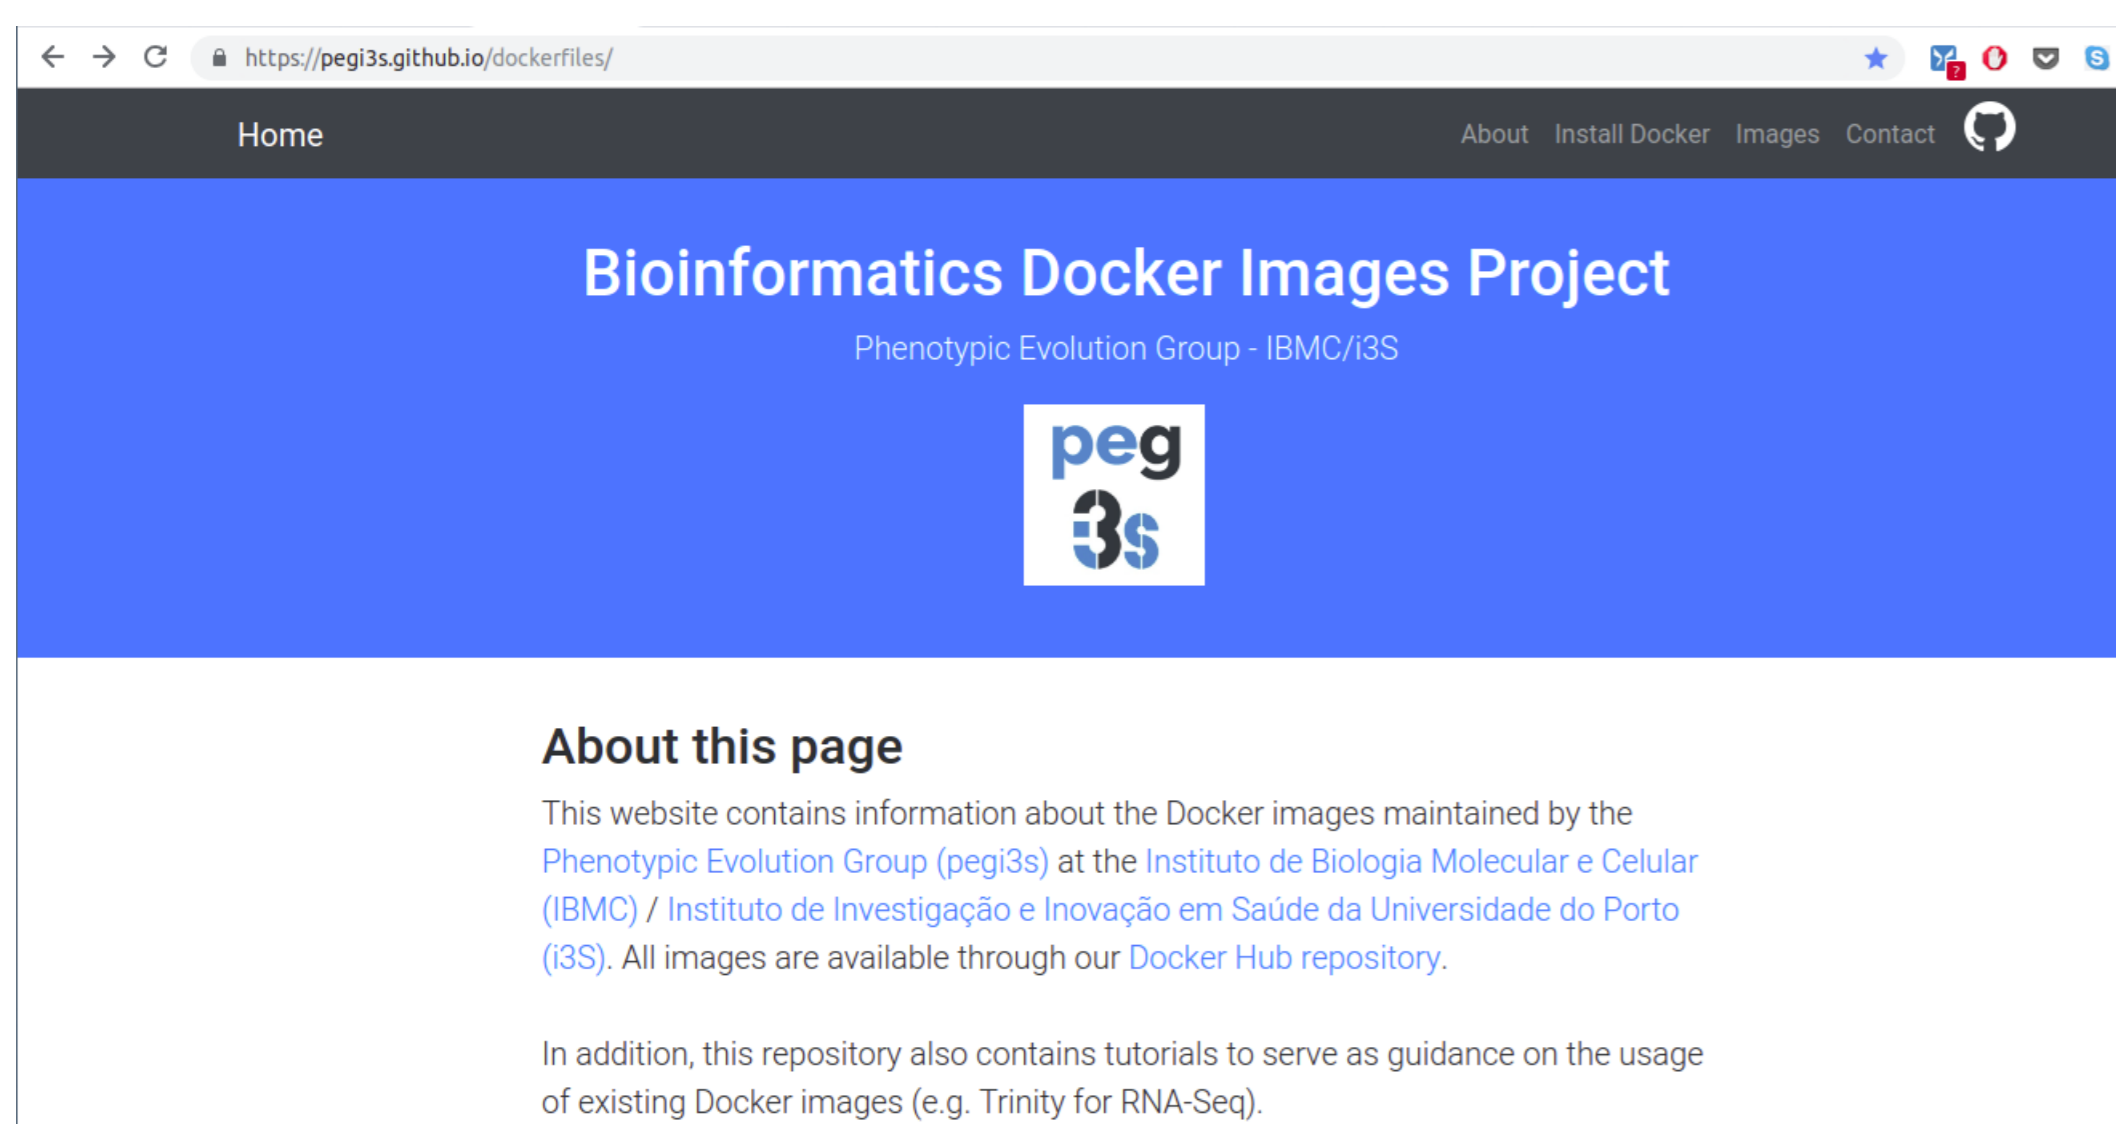 https://pegi3s.github.io/dockerfiles/
?
S
Home
About Install Docker Images Contact
Bioinformatics Docker Images Project
Phenotypic Evolution Group - IBMC/i3S
peg
i3s
About this page
This website contains information about the Docker images maintained by the
Phenotypic Evolution Group (pegi3s) at the Instituto de Biologia Molecular e Celular
(IBMC) / Instituto de Investigação e Inovação em Saúde da Universidade do Porto
(i3S). All images are available through our Docker Hub repository.
In addition, this repository also contains tutorials to serve as guidance on the usage
of existing Docker images (e.g. Trinity for RNA-Seq).